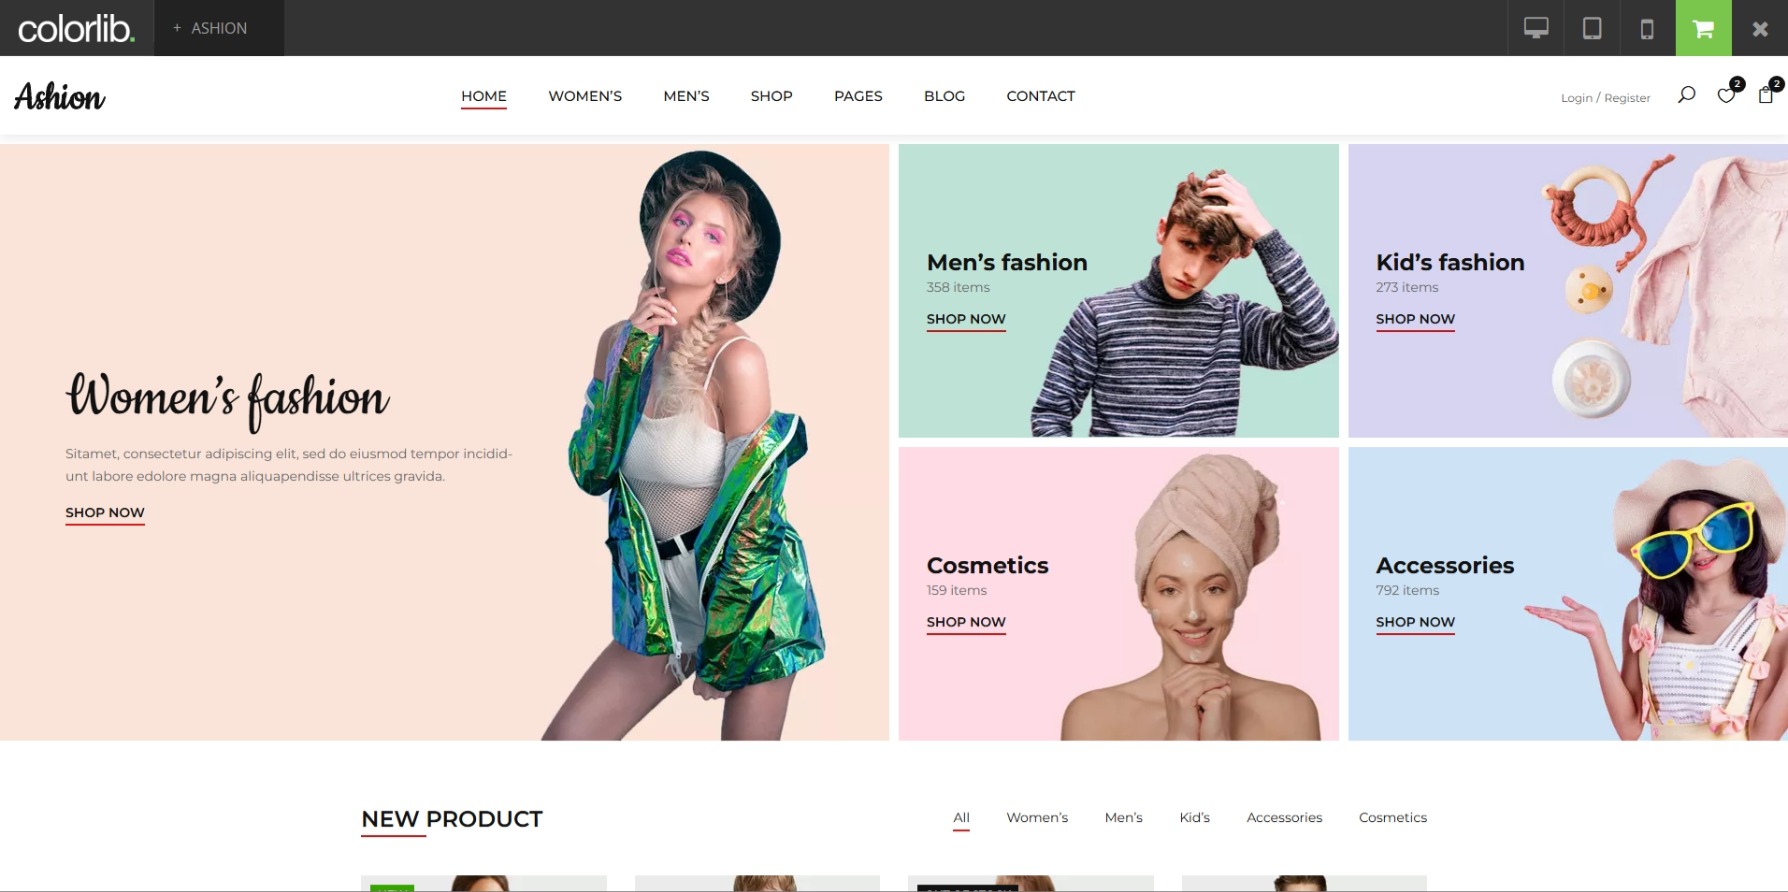 colorlib.
+ ASHION
Ashion
HOME WOMEN'S MEN'S SHOP PAGES BLOG CONTACT
Login / Register
2
2
Women's fashion
Sitamet, consectetur adipiscing elit, sed do eiusmod tempor incidid-
unt labore edolore magna aliquapendisse ultrices gravida.
SHOP NOW
Men's fashion
358 items
SHOP NOW
Kid's fashion
273 items
SHOP NOW
Cosmetics
159 items
SHOP NOW
Accessories
792 items
SHOP NOW
NEW PRODUCT
All Women's Men's Kid's Accessories Cosmetics